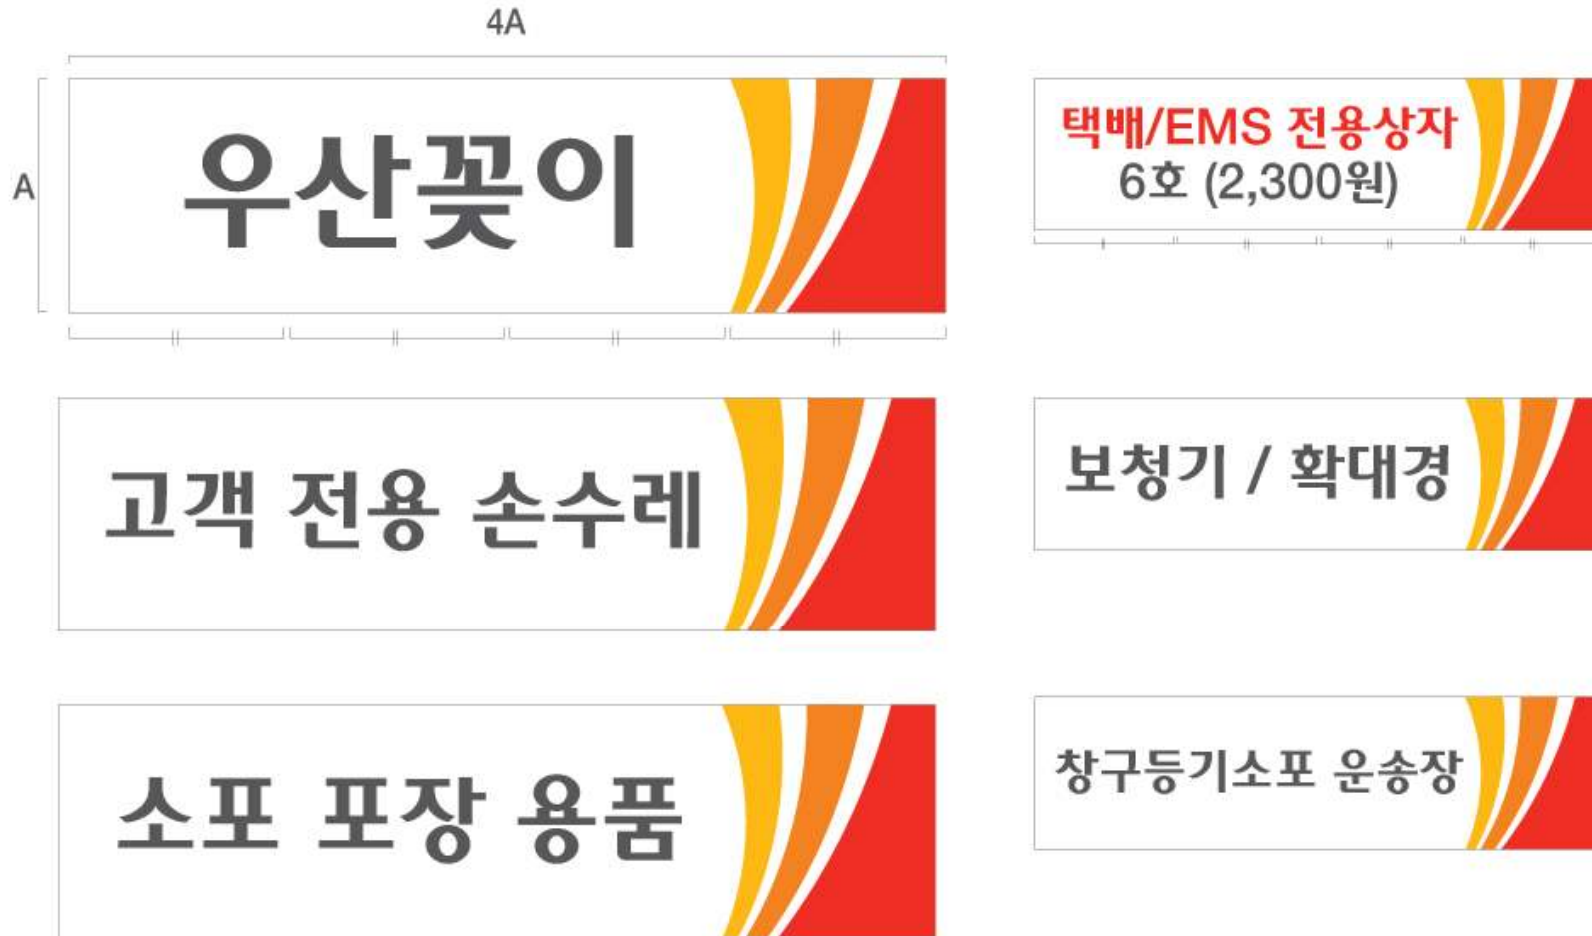 4A
A
우산꽂이
택배/EMS 전용상자
6호 (2,300원)
고객 전용 손수레
보청기 / 확대경
소포 포장 용품
창구등기소포 운송장